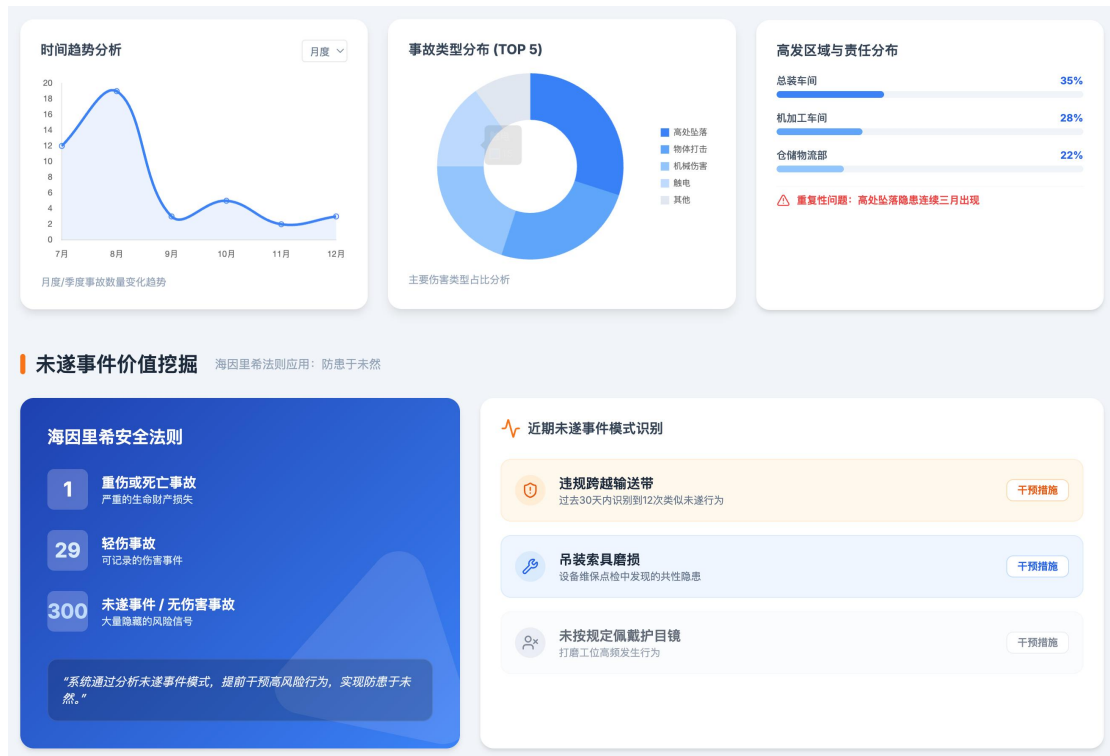 时间趋势分析
月度
20
18
16
14
12
10
8
6
4
2
0
7月 8月 9月 10月 11月 12月
月度/季度事故数量变化趋势
事故类型分布 (TOP 5)
高处坠落
物体打击
机械伤害
触电
其他
主要伤害类型占比分析
高发区域与责任分布
总装车间 35%
机加工车间 28%
仓储物流部 22%
重复性问题：高处坠落隐患连续三月出现
未遂事件价值挖掘 海因里希法则应用：防患于未然
海因里希安全法则
1 重伤或死亡事故
严重的生命财产损失
29 轻伤事故
可记录的伤害事件
300 未遂事件 / 无伤害事故
大量隐藏的风险信号
“系统通过分析未遂事件模式，提前干预高风险行为，实现防患于未
然。”
近期未遂事件模式识别
违规跨越输送带
过去30天内识别到12次类似未遂行为
干预措施
吊装索具磨损
设备维保点检中发现的共性隐患
干预措施
未按规定佩戴护目镜
打磨工位高频发生行为
干预措施